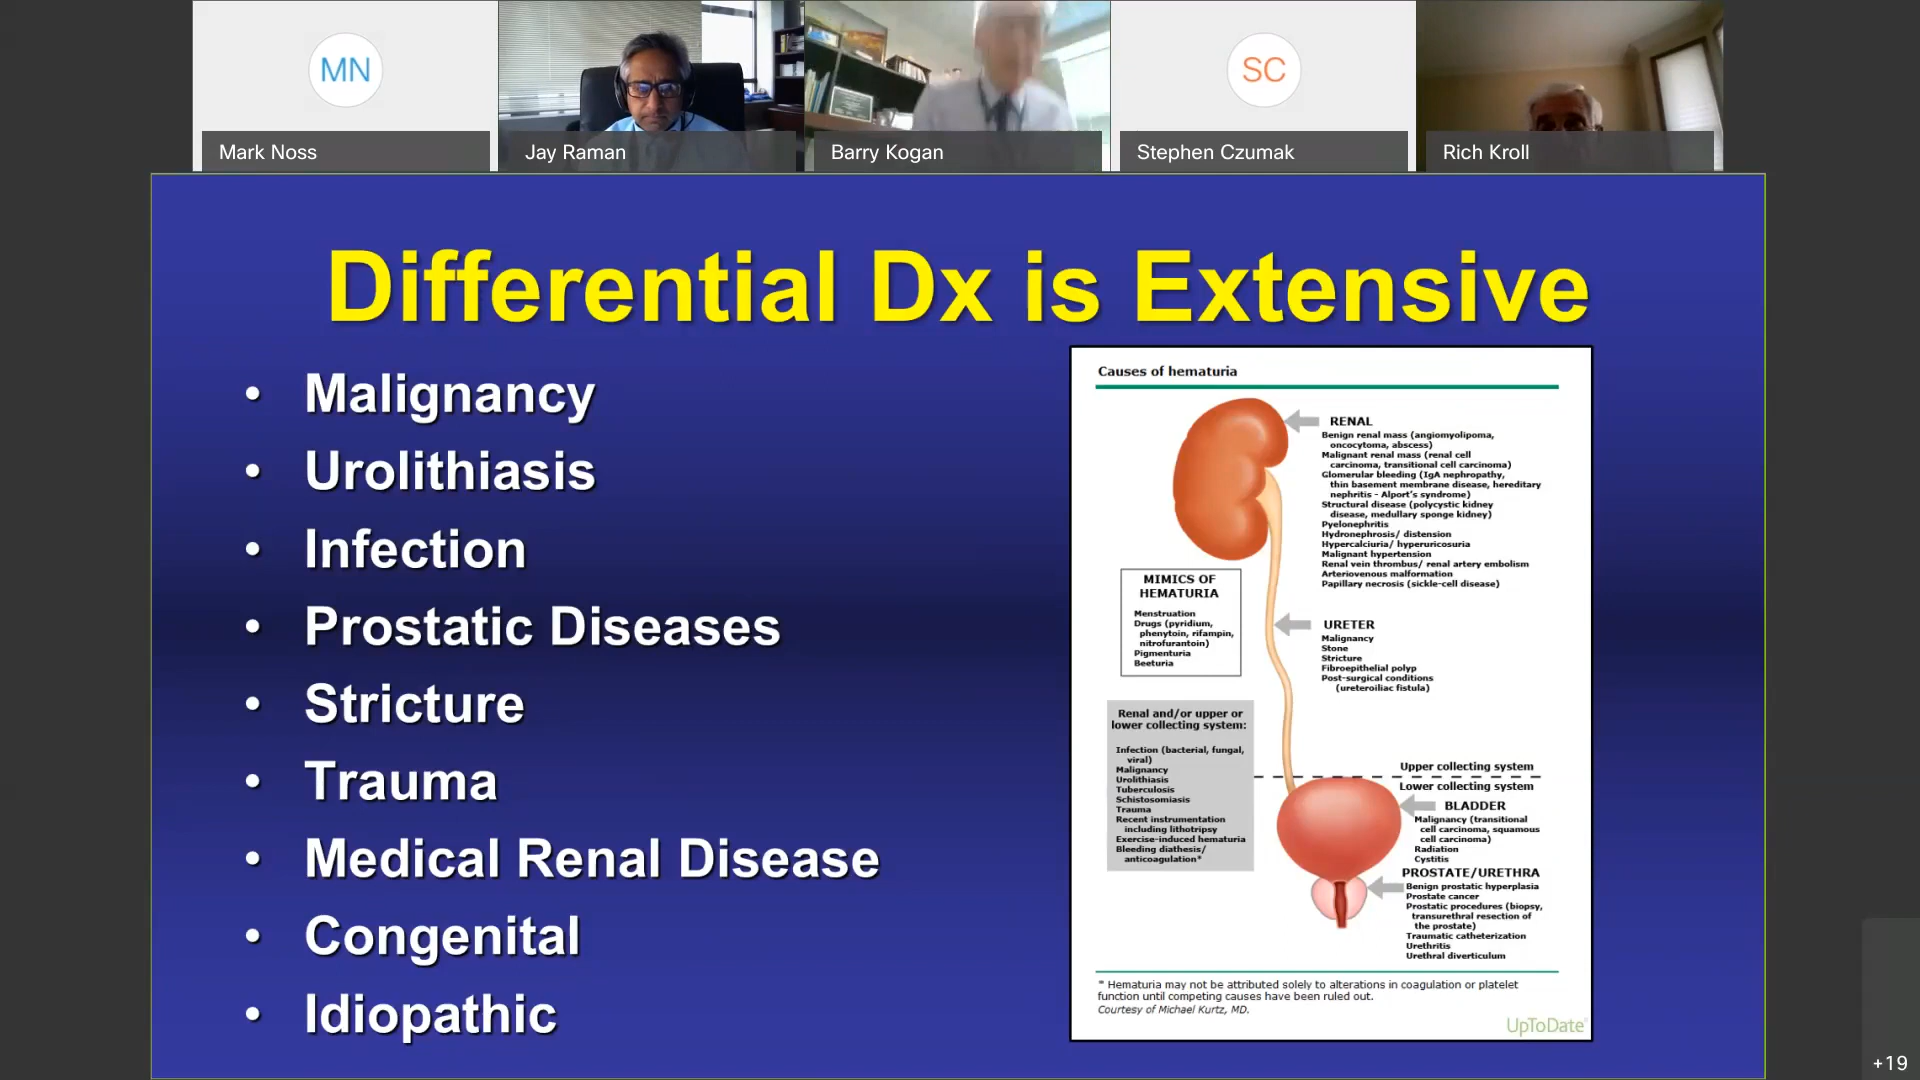 MN
SC
Mark Noss
Jay Raman
Barry Kogan
Stephen Czumak
Rich Kroll
Differential Dx is Extensive
• Malignancy
• Urolithiasis
• Infection
• Prostatic Diseases
• Stricture
• Trauma
• Medical Renal Disease
• Congenital
• Idiopathic
Causes of hematuria
RENAL
Benign renal mass (angiomyolipoma,
oncocytoma, abscess)
Malignant renal mass (renal cell
carcinoma, transitional cell carcinoma)
Glomerular bleeding (IgA nephropathy,
thin basement membrane disease, hereditary
nephritis - Alport's syndrome)
Structural disease (polycystic kidney
disease, medullary sponge kidney)
Pyelonephritis
Hydronephrosis/ distension
Hypercalciuria/ hyperuricosuria
Malignant hypertension
Renal vein thrombus/ renal artery embolism
Arteriovenous malformation
Papillary necrosis (sickle-cell disease)
MIMICS OF
HEMATURIA
Menstruation
Drugs (pyridium,
phenytoin, rifampin,
nitrofurantoin)
Pigmenturia
Beeturia
URETER
Malignancy
Stone
Stricture
Fibroepithelial polyp
Post-surgical conditions
(ureteroiliac fistula)
Renal and/or upper or
lower collecting system:
Infection (bacterial, fungal,
viral)
Malignancy
Urolithiasis
Tuberculosis
Schistosomiasis
Trauma
Recent instrumentation
including lithotripsy
Exercise-induced hematuria
Bleeding diathesis/
anticoagulation*
Upper collecting system
Lower collecting system
BLADDER
Malignancy (transitional
cell carcinoma, squamous
cell carcinoma)
Radiation
Cystitis
PROSTATE/URETHRA
Benign prostatic hyperplasia
Prostate cancer
Prostatic procedures (biopsy,
transurethral resection of
the prostate)
Traumatic catheterization
Urethritis
Urethral diverticulum
* Hematuria may not be attributed solely to alterations in coagulation or platelet
function until competing causes have been ruled out.
Courtesy of Michael Kurtz, MD.
UpToDate
+19